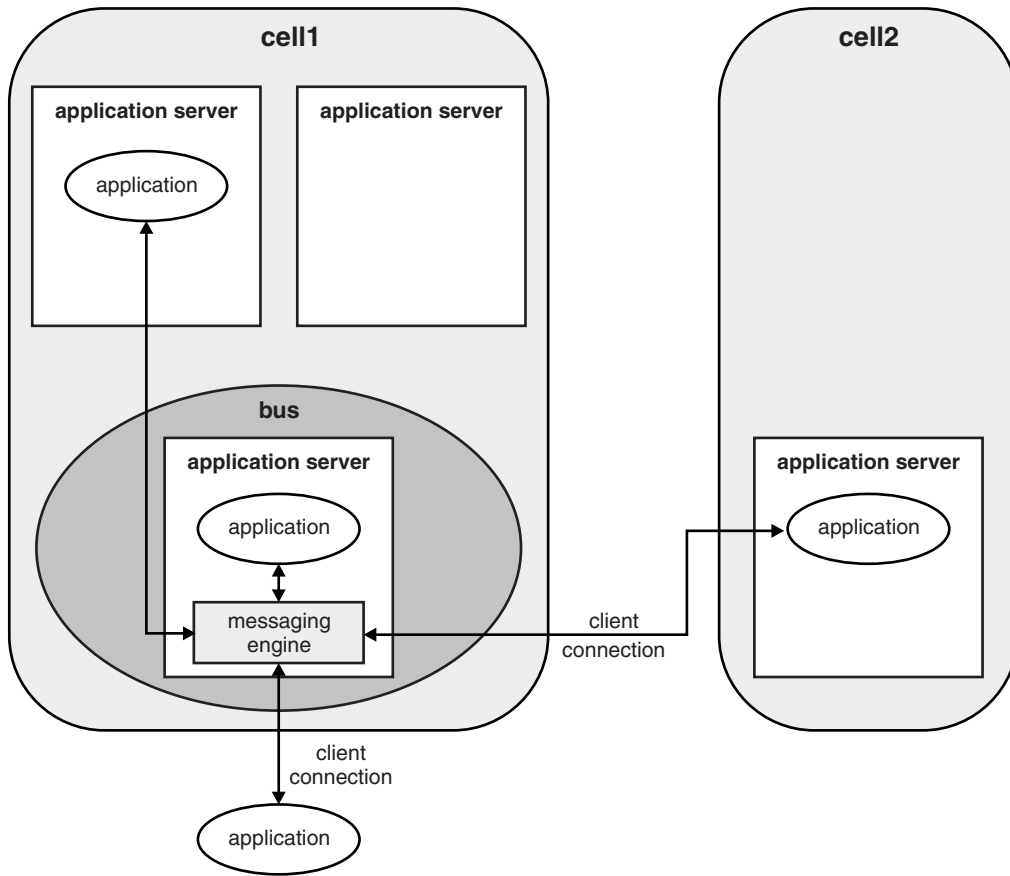 cell1
cell2
application server
application server
application
bus
application server
application server
application
application
messaging
engine
client
connection
client
connection
application